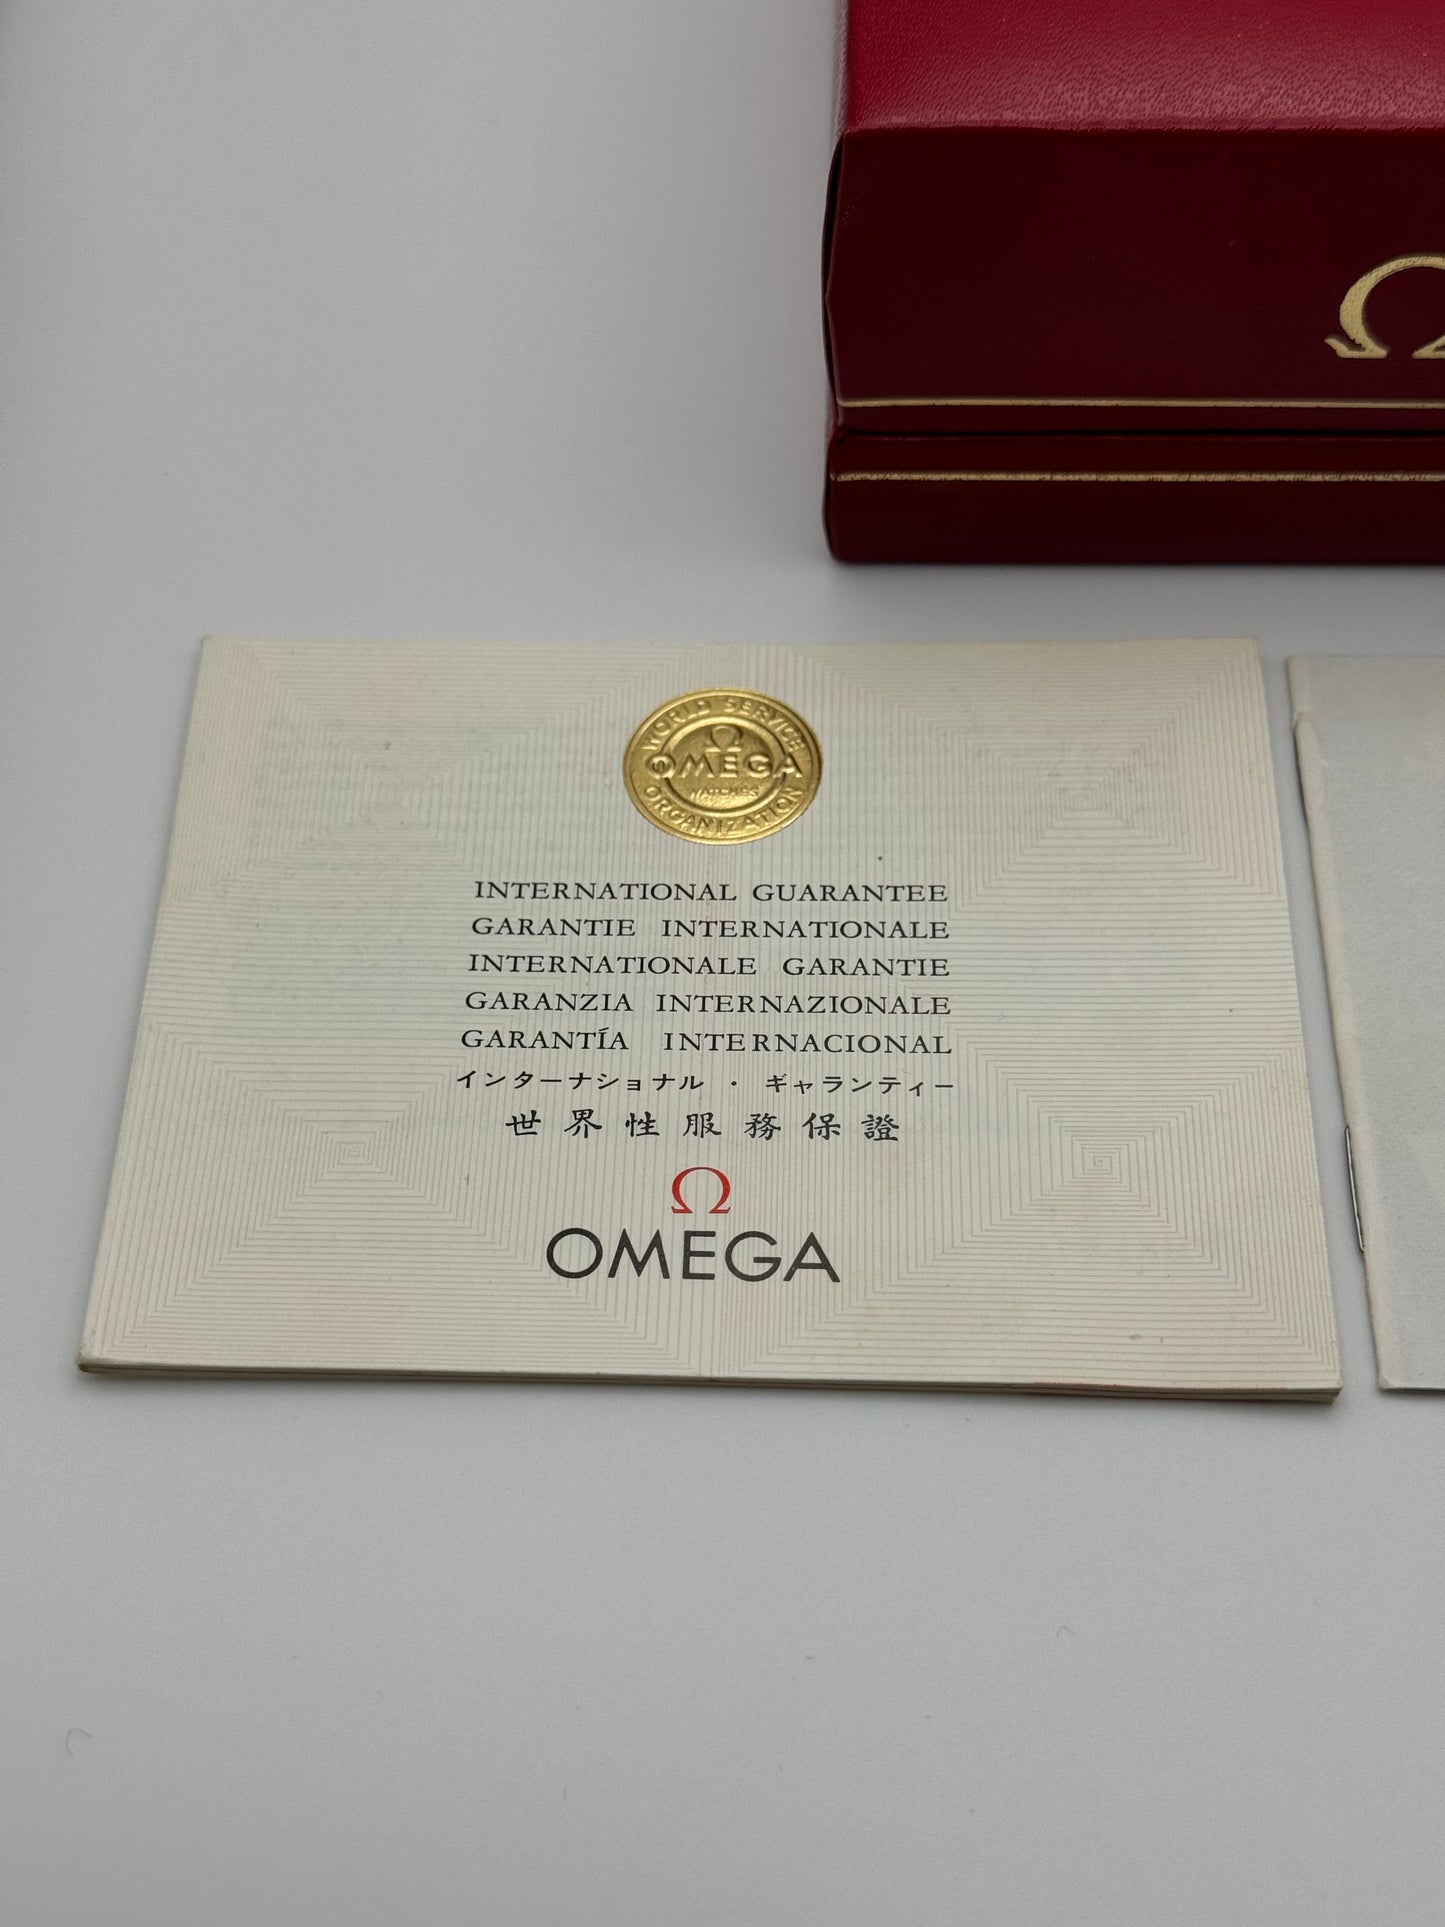 Ω
WORLD SERVICE
Ω
OMEGA
WATCHES
ORGANIZATION
INTERNATIONAL GUARANTEE
GARANTIE INTERNATIONALE
INTERNATIONALE GARANTIE
GARANZIA INTERNAZIONALE
GARANTÍA INTERNACIONAL
インターナショナル・ギャランティー
世界性服務保證
Ω
OMEGA